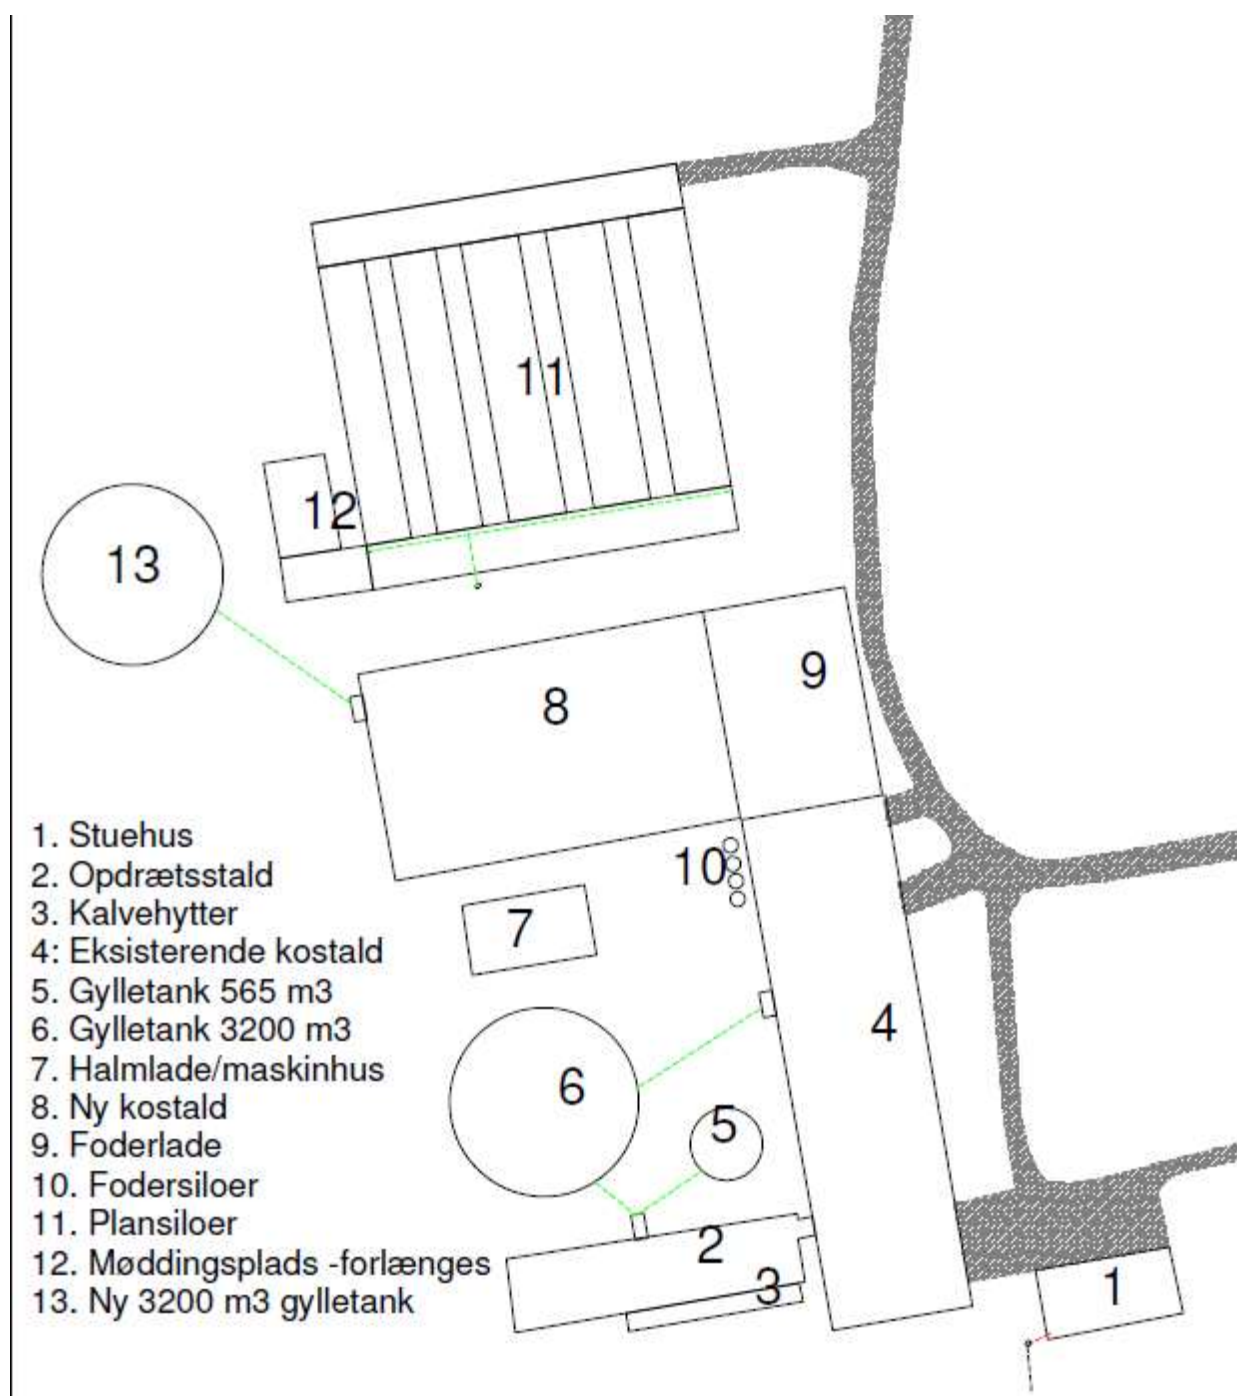 11
12
13
9
8
10
7
4
6
5
2
3
1
1. Stuehus
2. Opdrætsstald
3. Kalvehytter
4: Eksisterende kostald
5. Gylletank 565 m3
6. Gylletank 3200 m3
7. Halmlade/maskinhus
8. Ny kostald
9. Foderlade
10. Fodersiloer
11. Plansiloer
12. Møddingsplads -forlænges
13. Ny 3200 m3 gylletank